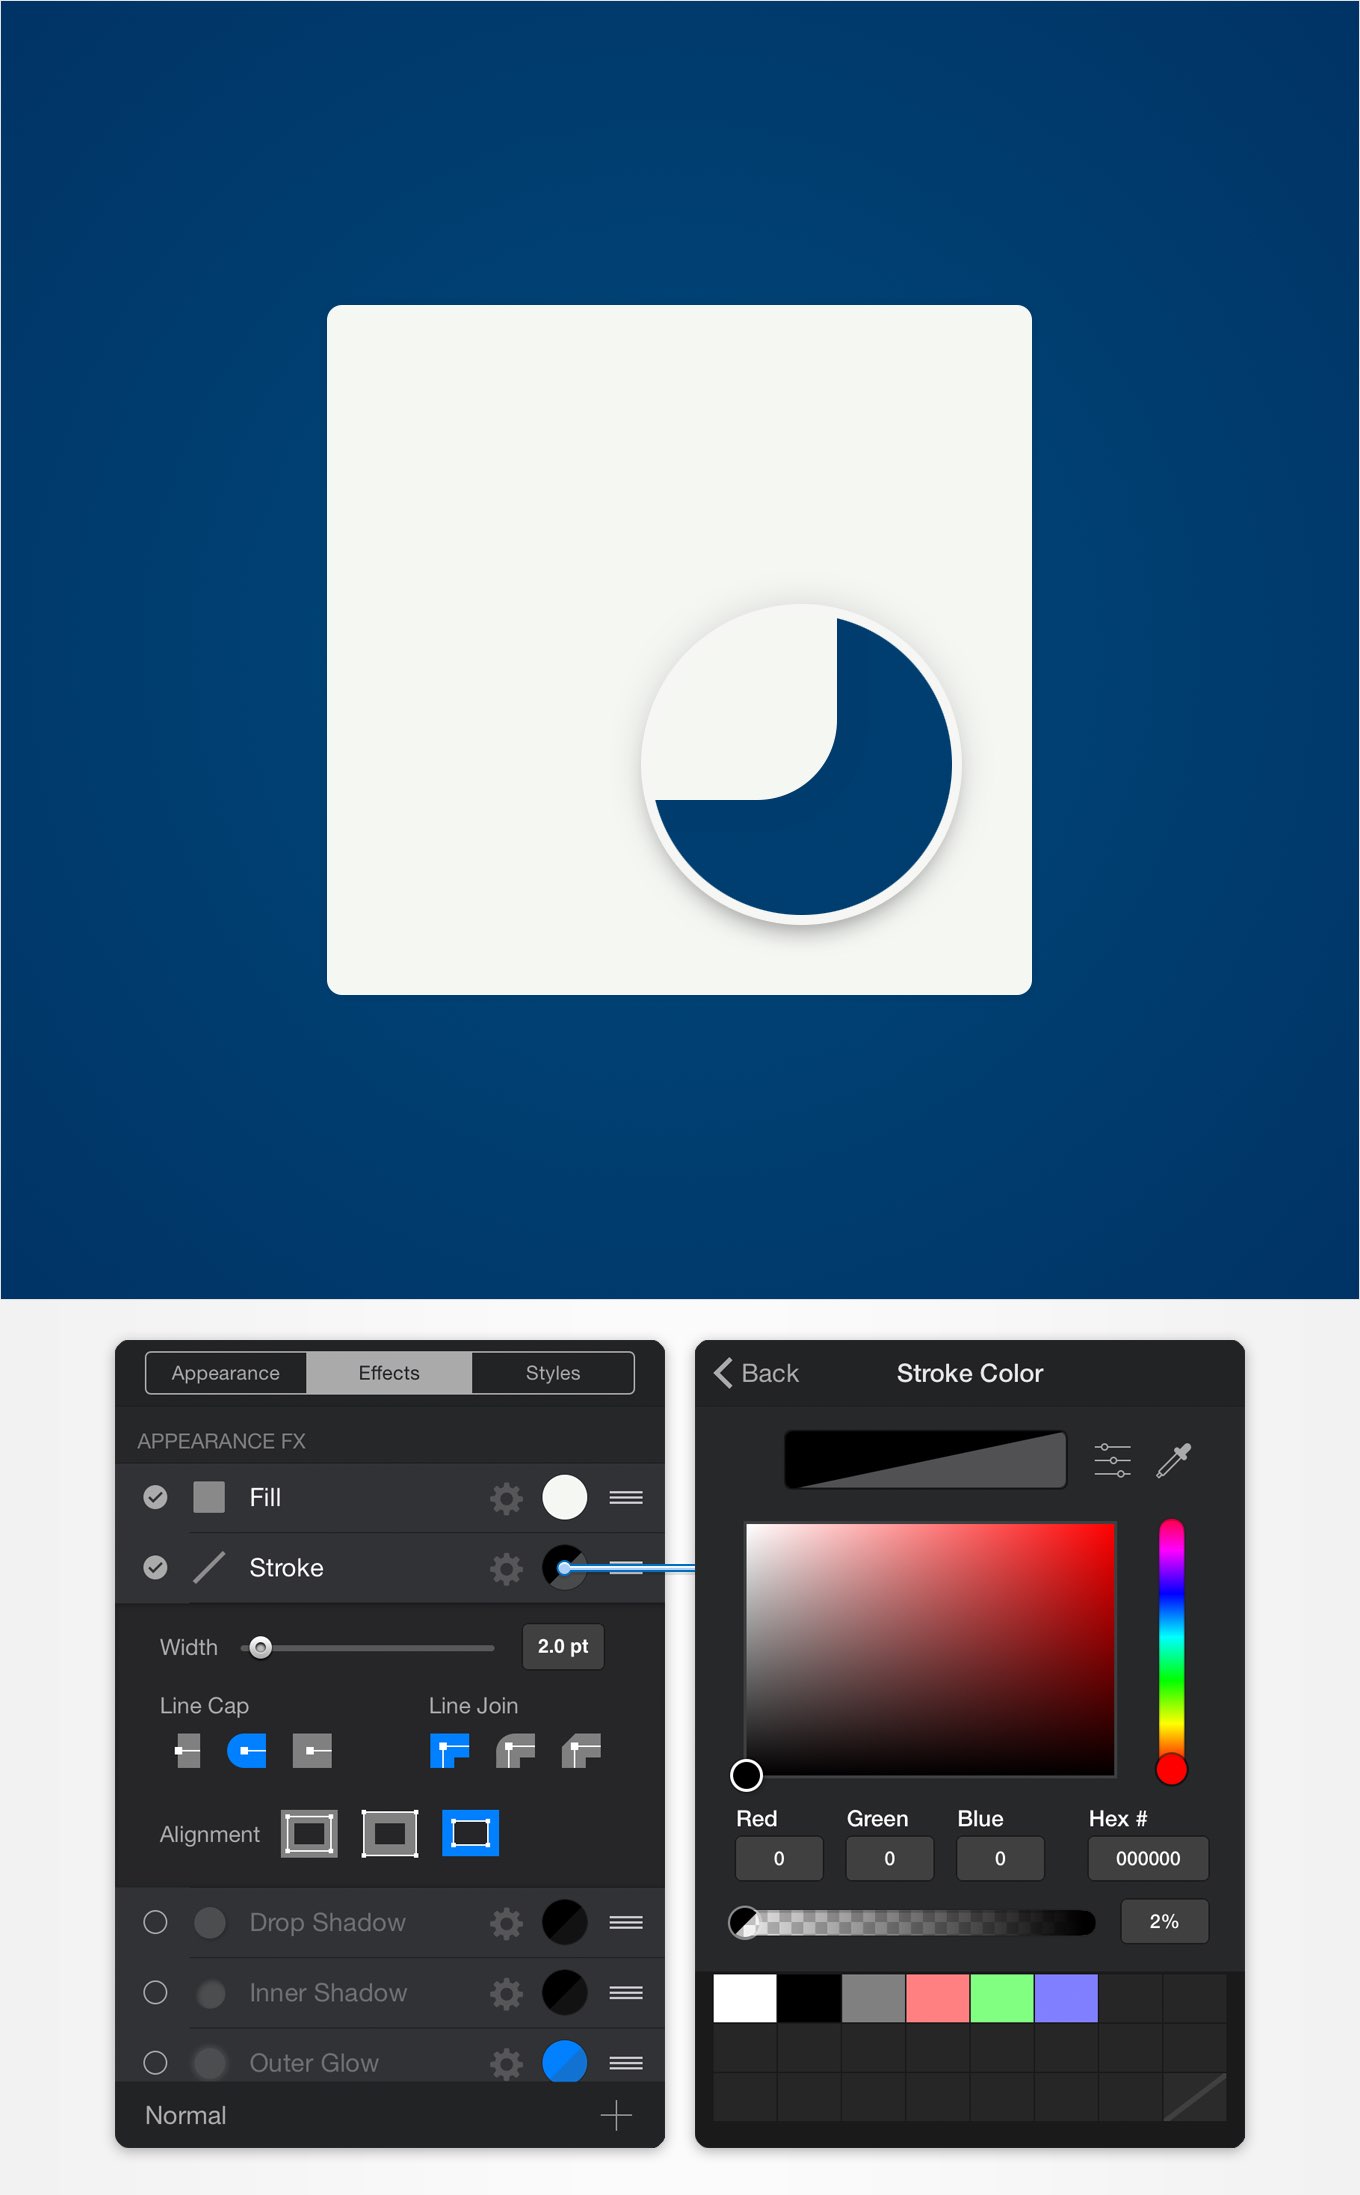 Appearance Effects Styles
APPEARANCE FX
Fill
Stroke
Width 2.0 pt
Line Cap Line Join
Alignment
Drop Shadow
Inner Shadow
Outer Glow
Normal
Back Stroke Color
Red Green Blue Hex #
0 0 0 000000
2%